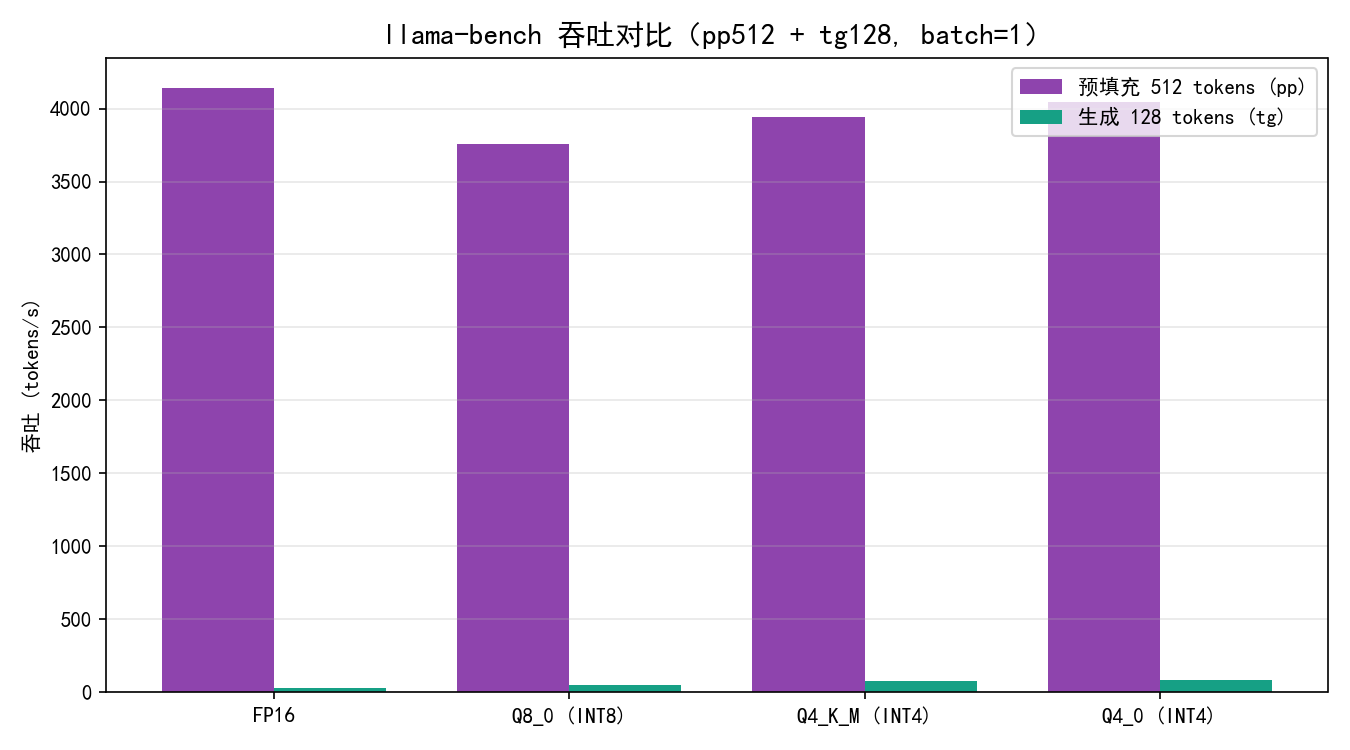 llama-bench 吞吐对比（pp512 + tg128, batch=1）
预填充 512 tokens (pp)
生成 128 tokens (tg)
吞吐 (tokens/s)
4000
3500
3000
2500
2000
1500
1000
500
0
FP16
Q8_0 (INT8)
Q4_K_M (INT4)
Q4_0 (INT4)